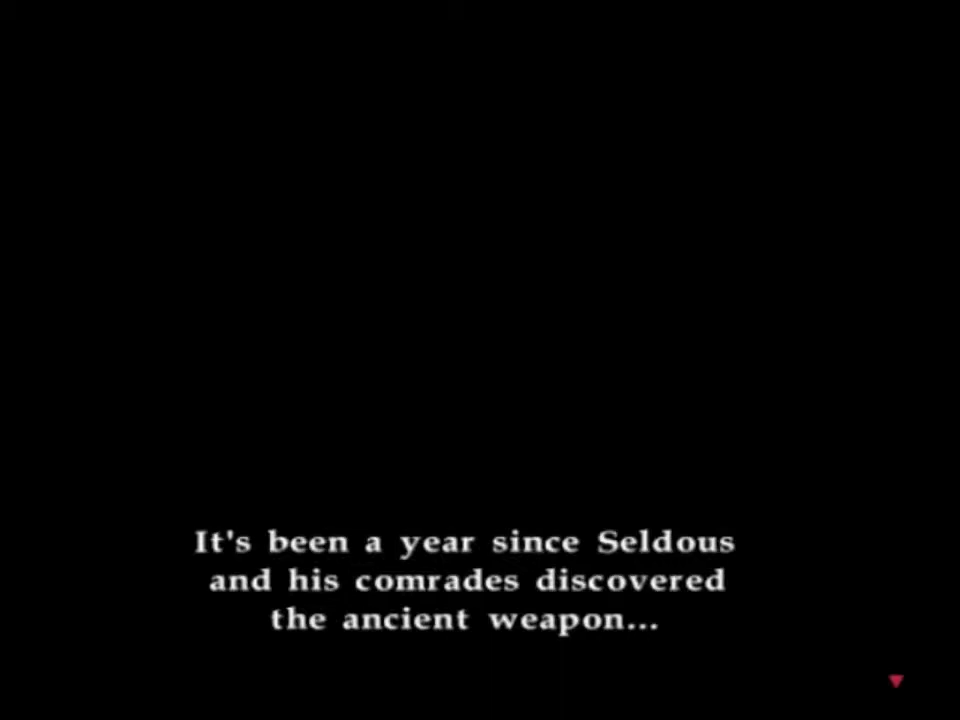 It's been a year since Seldous
and his comrades discovered
the ancient weapon...